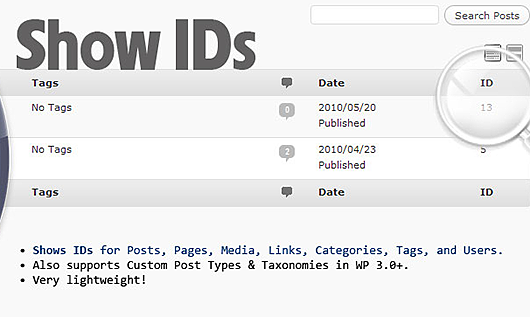 Search Posts
Show IDs
Tags Date ID
No Tags 0 2010/05/20 13
Published
No Tags 2 2010/04/23 5
Published
Tags Date ID
• Shows IDs for Posts, Pages, Media, Links, Categories, Tags, and Users.
• Also supports Custom Post Types & Taxonomies in WP 3.0+.
• Very lightweight!